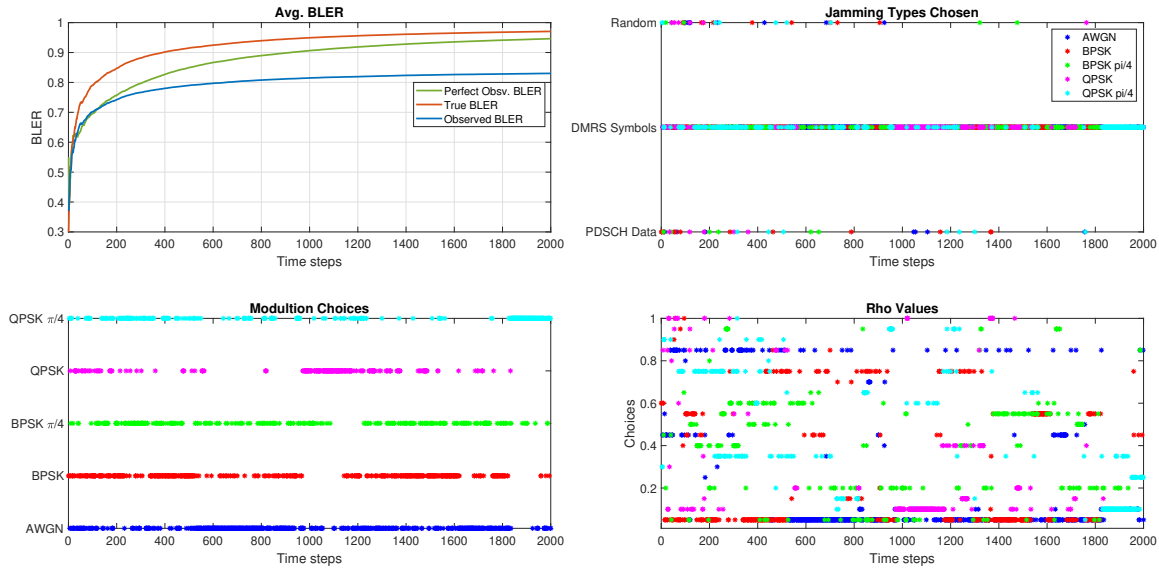 Avg. BLER
BLER
1
0.9
0.8
0.7
0.6
0.5
0.4
0.3
0 200 400 600 800 1000 1200 1400 1600 1800 2000
Time steps
Perfect Obsv. BLER
True BLER
Observed BLER
Jamming Types Chosen
Random
DMRS Symbols
PDSCH Data
0 200 400 600 800 1000 1200 1400 1600 1800 2000
Time steps
AWGN
BPSK
BPSK pi/4
QPSK
QPSK pi/4
Modultion Choices
QPSK π/4
QPSK
BPSK π/4
BPSK
AWGN
0 200 400 600 800 1000 1200 1400 1600 1800 2000
Time steps
Rho Values
Choices
1
0.8
0.6
0.4
0.2
0 200 400 600 800 1000 1200 1400 1600 1800 2000
Time steps